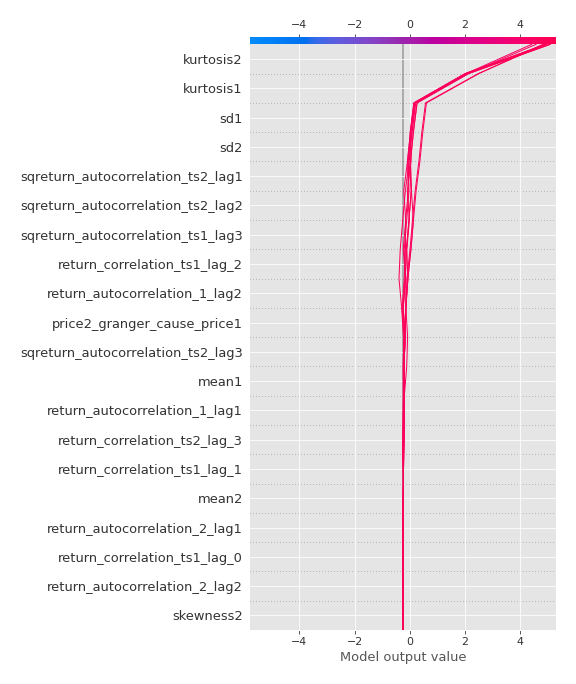 −4 −2 0 2 4
kurtosis2
kurtosis1
sd1
sd2
sqreturn_autocorrelation_ts2_lag1
sqreturn_autocorrelation_ts2_lag2
sqreturn_autocorrelation_ts1_lag3
return_correlation_ts1_lag_2
return_autocorrelation_1_lag2
price2_granger_cause_price1
sqreturn_autocorrelation_ts2_lag3
mean1
return_autocorrelation_1_lag1
return_correlation_ts2_lag_3
return_correlation_ts1_lag_1
mean2
return_autocorrelation_2_lag1
return_correlation_ts1_lag_0
return_autocorrelation_2_lag2
skewness2
−4 −2 0 2 4
Model output value